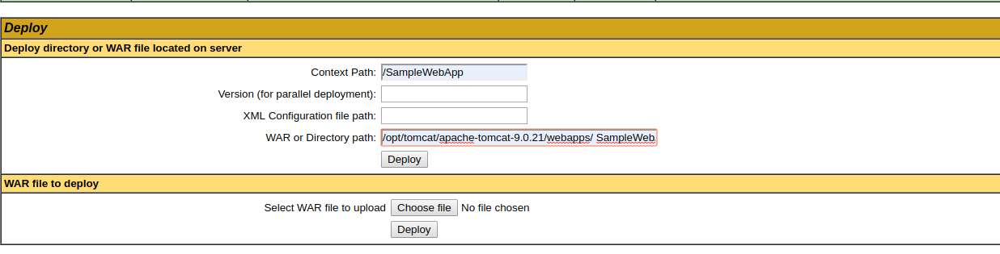 Deploy
Deploy directory or WAR file located on server
Context Path: /SampleWebApp
Version (for parallel deployment):
XML Configuration file path:
WAR or Directory path: /opt/tomcat/apache-tomcat-9.0.21/webapps/ SampleWeb
Deploy
WAR file to deploy
Select WAR file to upload Choose file No file chosen
Deploy